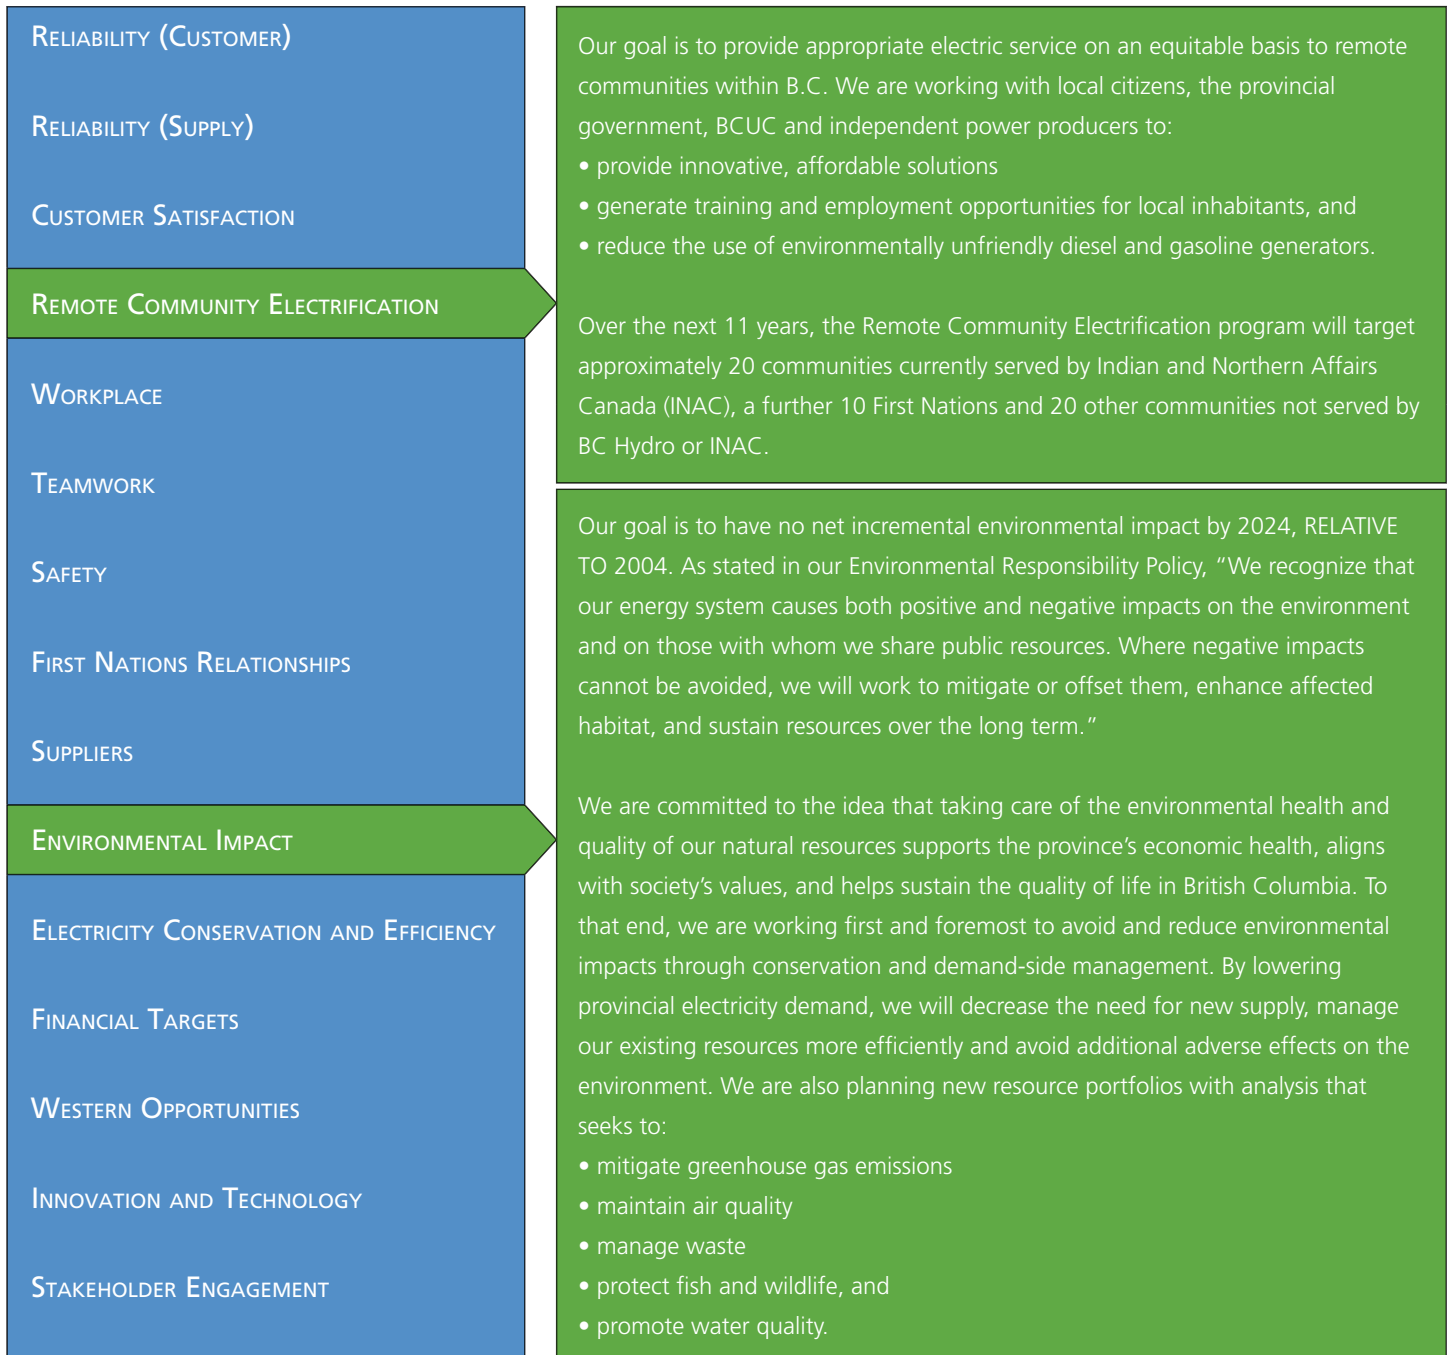 Reliability (Customer)
Reliability (Supply)
Customer Satisfaction
Remote Community Electrification
Workplace
Teamwork
Safety
First Nations Relationships
Suppliers
Environmental Impact
Electricity Conservation and Efficiency
Financial Targets
Western Opportunities
Innovation and Technology
Stakeholder Engagement
Our goal is to provide appropriate electric service on an equitable basis to remote
communities within B.C. We are working with local citizens, the provincial
government, BCUC and independent power producers to:
• provide innovative, affordable solutions
• generate training and employment opportunities for local inhabitants, and
• reduce the use of environmentally unfriendly diesel and gasoline generators.
Over the next 11 years, the Remote Community Electrification program will target
approximately 20 communities currently served by Indian and Northern Affairs
Canada (INAC), a further 10 First Nations and 20 other communities not served by
BC Hydro or INAC.
Our goal is to have no net incremental environmental impact by 2024, RELATIVE
TO 2004. As stated in our Environmental Responsibility Policy, “We recognize that
our energy system causes both positive and negative impacts on the environment
and on those with whom we share public resources. Where negative impacts
cannot be avoided, we will work to mitigate or offset them, enhance affected
habitat, and sustain resources over the long term.”
We are committed to the idea that taking care of the environmental health and
quality of our natural resources supports the province’s economic health, aligns
with society’s values, and helps sustain the quality of life in British Columbia. To
that end, we are working first and foremost to avoid and reduce environmental
impacts through conservation and demand-side management. By lowering
provincial electricity demand, we will decrease the need for new supply, manage
our existing resources more efficiently and avoid additional adverse effects on the
environment. We are also planning new resource portfolios with analysis that
seeks to:
• mitigate greenhouse gas emissions
• maintain air quality
• manage waste
• protect fish and wildlife, and
• promote water quality.